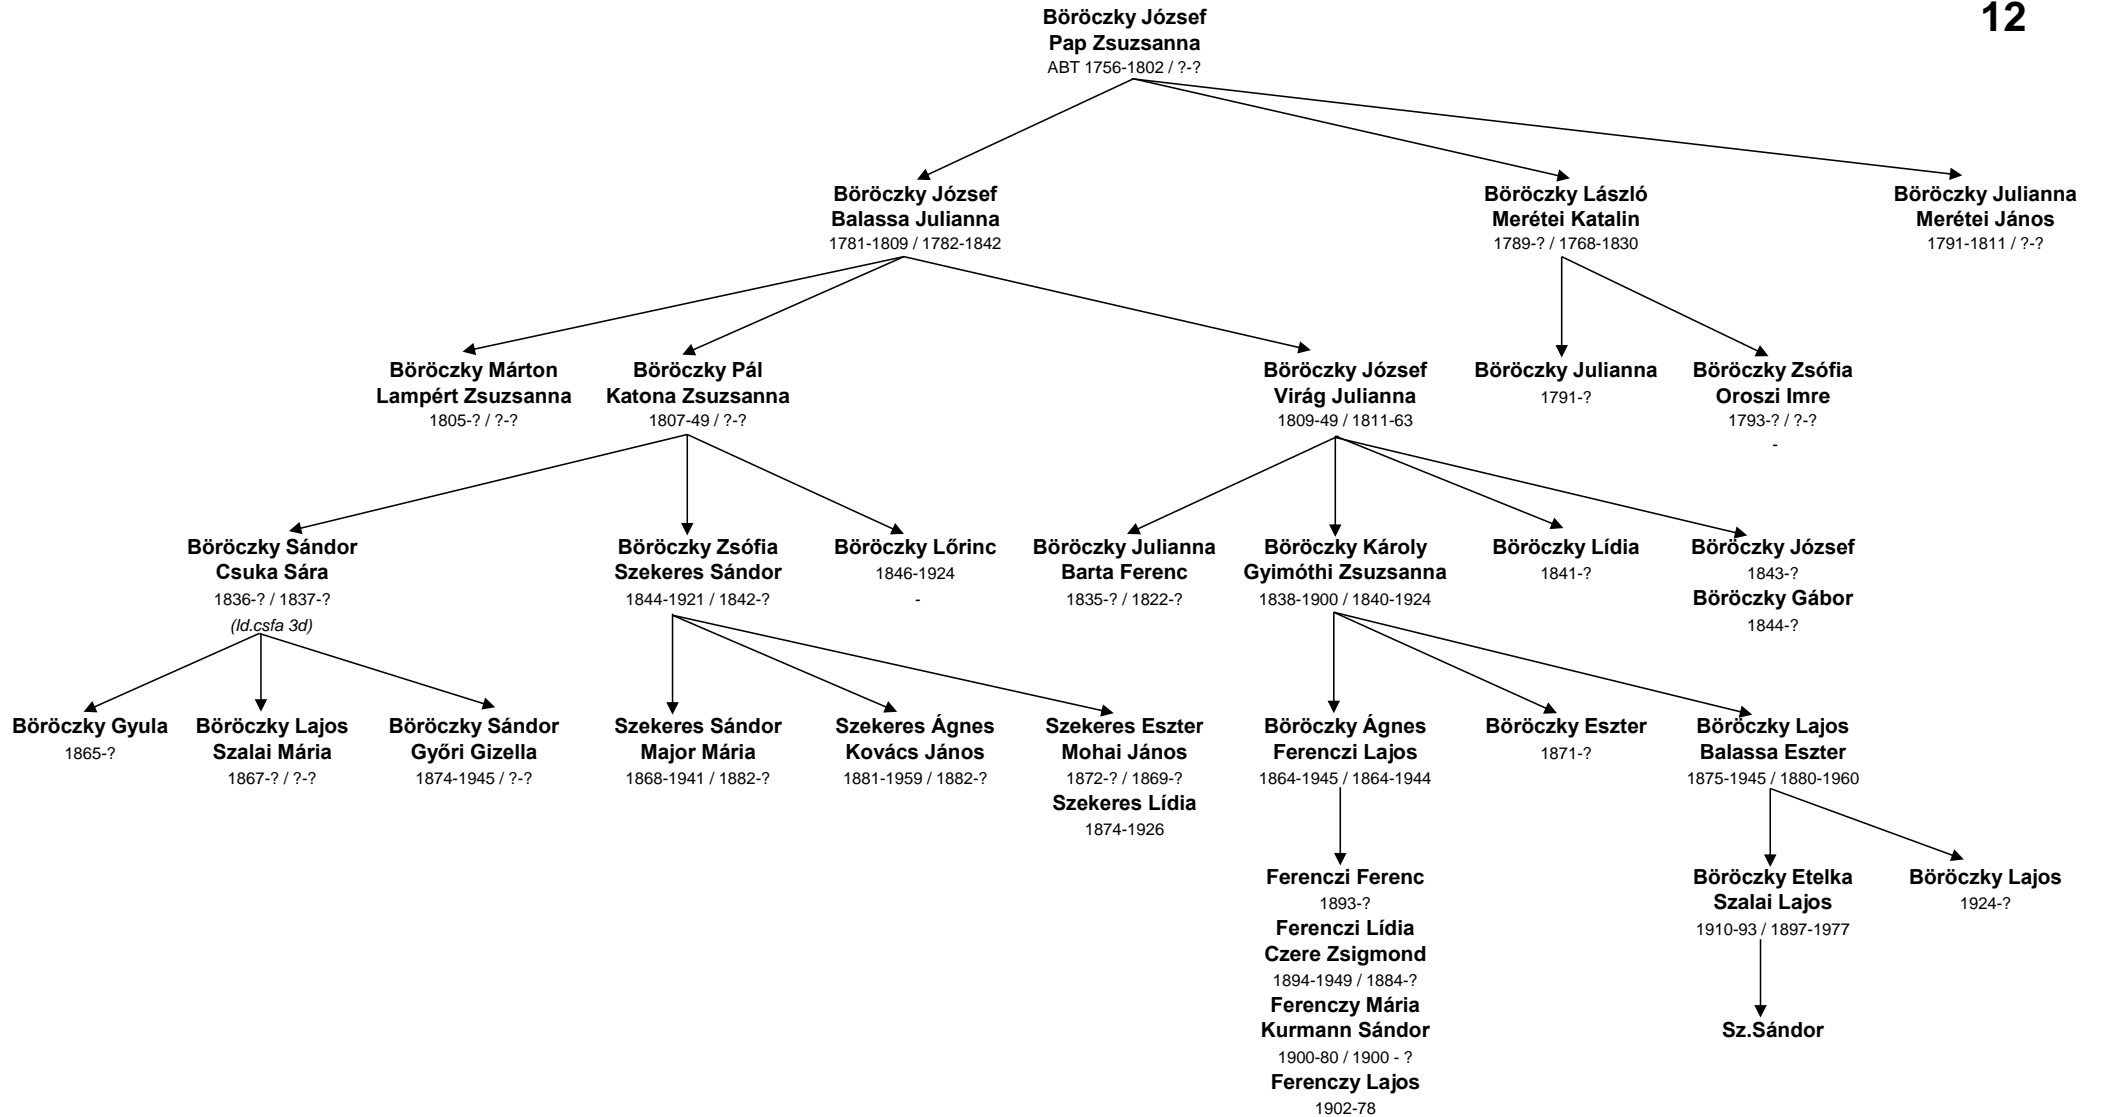 12
Böröczky József
Pap Zsuzsanna
ABT 1756-1802 / ?-?
Böröczky József
Balassa Julianna
1781-1809 / 1782-1842
Böröczky László
Merétei Katalin
1789-? / 1768-1830
Böröczky Julianna
Merétei János
1791-1811 / ?-?
Böröczky Márton
Lampért Zsuzsanna
1805-? / ?-?
Böröczky Pál
Katona Zsuzsanna
1807-49 / ?-?
Böröczky József
Virág Julianna
1809-49 / 1811-63
Böröczky Julianna
1791-?
Böröczky Zsófia
Oroszi Imre
1793-? / ?-?
-
Böröczky Sándor
Csuka Sára
1836-? / 1837-?
(ld.csfa 3d)
Böröczky Zsófia
Szekeres Sándor
1844-1921 / 1842-?
Böröczky Lőrinc
1846-1924
-
Böröczky Julianna
Barta Ferenc
1835-? / 1822-?
Böröczky Károly
Gyimóthi Zsuzsanna
1838-1900 / 1840-1924
Böröczky Lídia
1841-?
Böröczky József
1843-?
Böröczky Gábor
1844-?
Böröczky Gyula
1865-?
Böröczky Lajos
Szalai Mária
1867-? / ?-?
Böröczky Sándor
Győri Gizella
1874-1945 / ?-?
Szekeres Sándor
Major Mária
1868-1941 / 1882-?
Szekeres Ágnes
Kovács János
1881-1959 / 1882-?
Szekeres Eszter
Mohai János
1872-? / 1869-?
Szekeres Lídia
1874-1926
Böröczky Ágnes
Ferenczi Lajos
1864-1945 / 1864-1944
Böröczky Eszter
1871-?
Böröczky Lajos
Balassa Eszter
1875-1945 / 1880-1960
Ferenczi Ferenc
1893-?
Ferenczi Lídia
Czere Zsigmond
1894-1949 / 1884-?
Ferenczy Mária
Kurmann Sándor
1900-80 / 1900 - ?
Ferenczy Lajos
1902-78
Böröczky Etelka
Szalai Lajos
1910-93 / 1897-1977
Böröczky Lajos
1924-?
Sz.Sándor